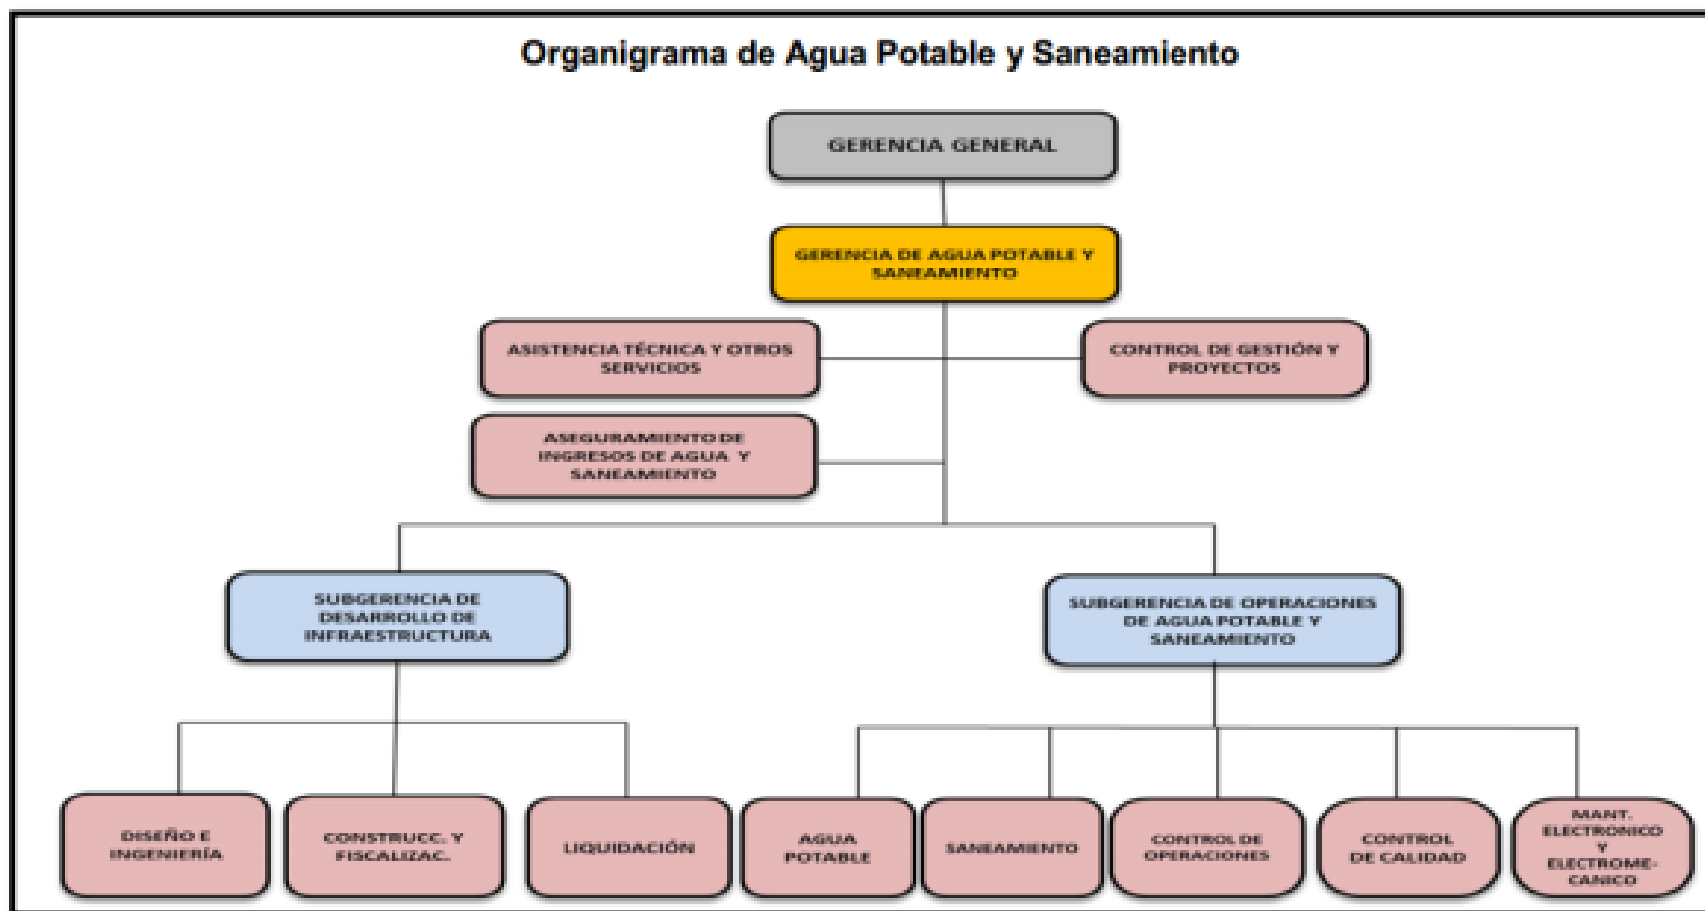 Organigrama de Agua Potable y Saneamiento
GERENCIA GENERAL
GERENCIA DE AGUA POTABLE Y
SANEAMIENTO
ASISTENCIA TÉCNICA Y OTROS
SERVICIOS
CONTROL DE GESTIÓN Y
PROYECTOS
ASEGURAMIENTO DE
INGRESOS DE AGUA Y
SANEAMIENTO
SUBGERENCIA DE
DESARROLLO DE
INFRAESTRUCTURA
SUBGERENCIA DE OPERACIONES
DE AGUA POTABLE Y
SANEAMIENTO
DISEÑO E
INGENIERÍA
CONSTRUCC. Y
FISCALIZAC.
LIQUIDACIÓN
AGUA
POTABLE
SANEAMIENTO
CONTROL DE
OPERACIONES
CONTROL
DE CALIDAD
MANT.
ELECTRONICO
Y
ELECTROME-
CANICO